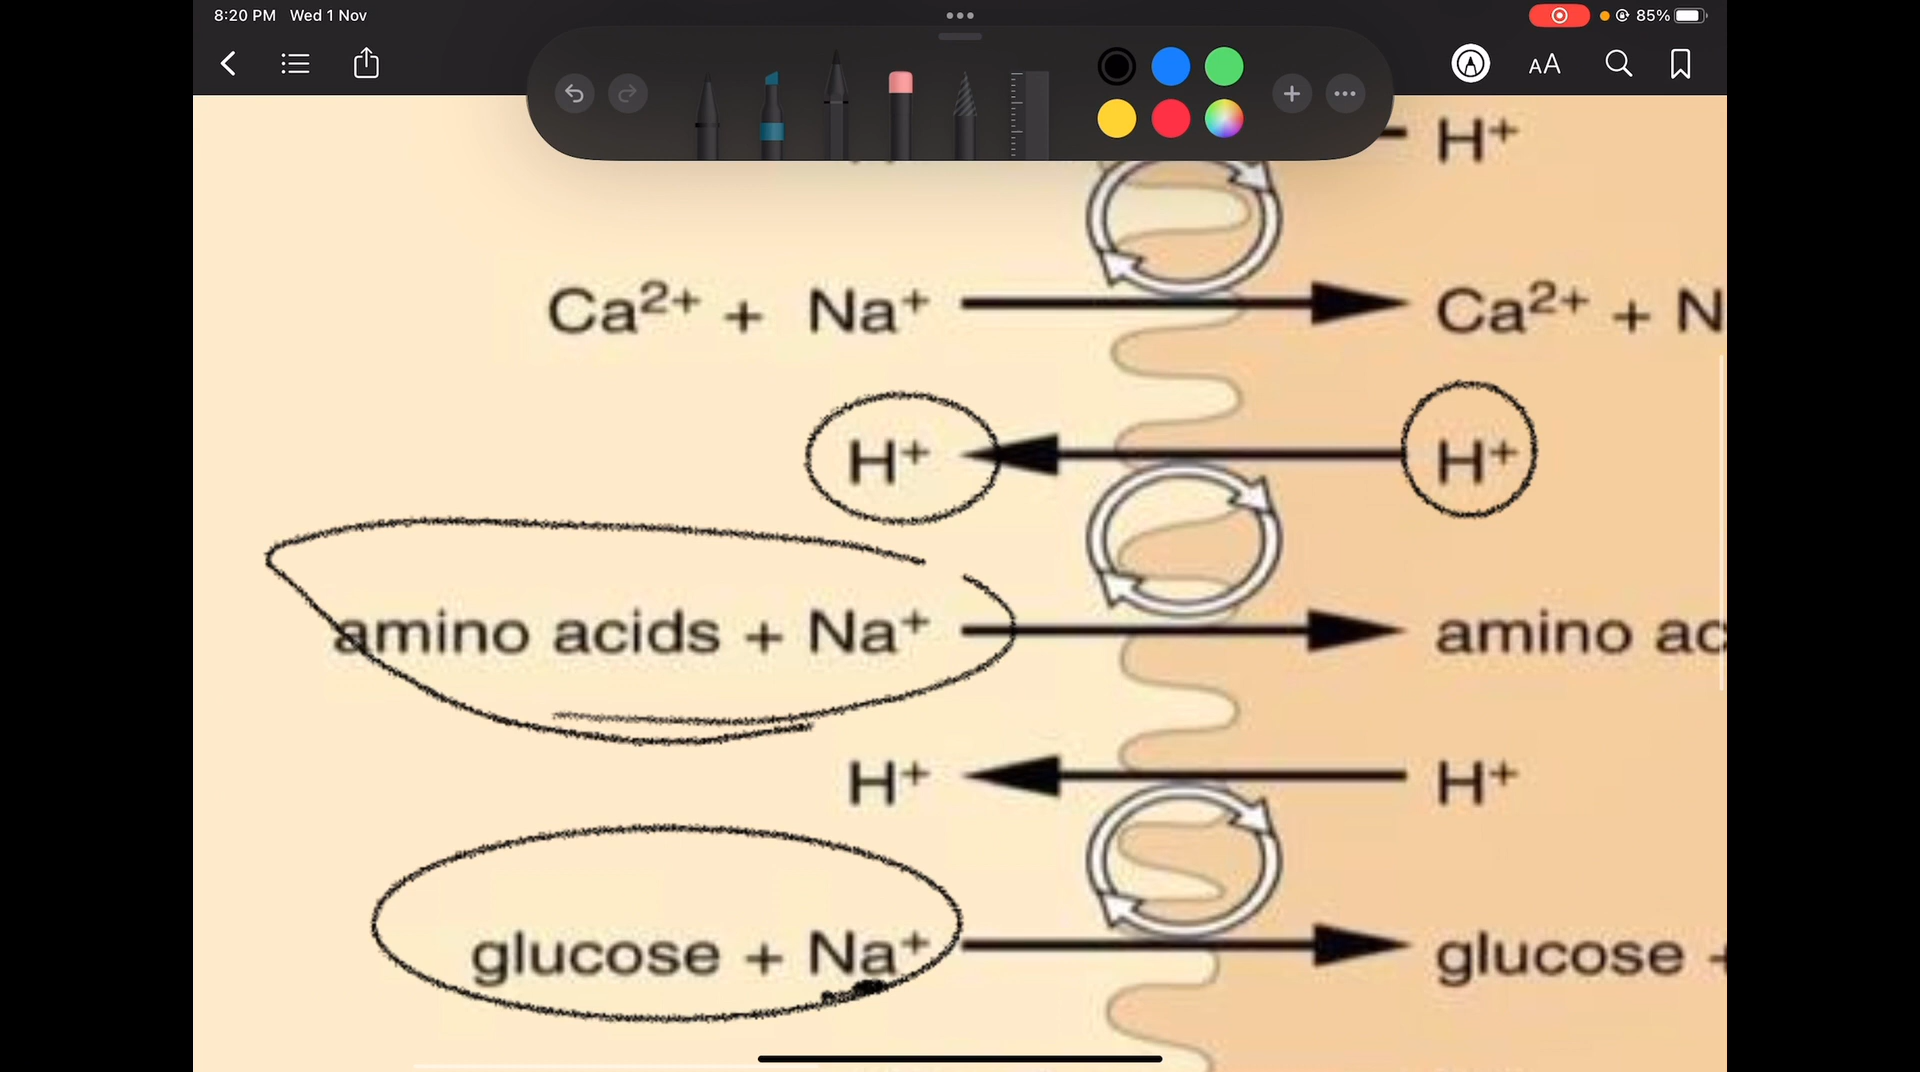 8:20 PM Wed 1 Nov 85%
AA
H+
Ca2+ + Na+ Ca2+ + N
H+ H+
amino acids + Na+ amino ac
H+ H+
glucose + Na+ glucose +